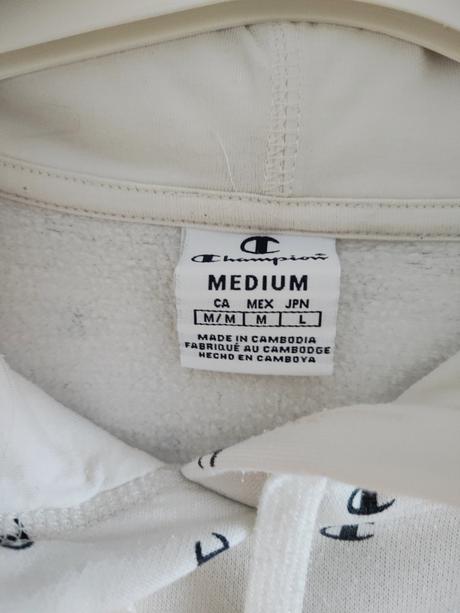 Champion
MEDIUM
CA MEX JPN
M/M M L
MADE IN CAMBODIA
FABRIQUÉ AU CAMBODGE
HECHO EN CAMBOYA